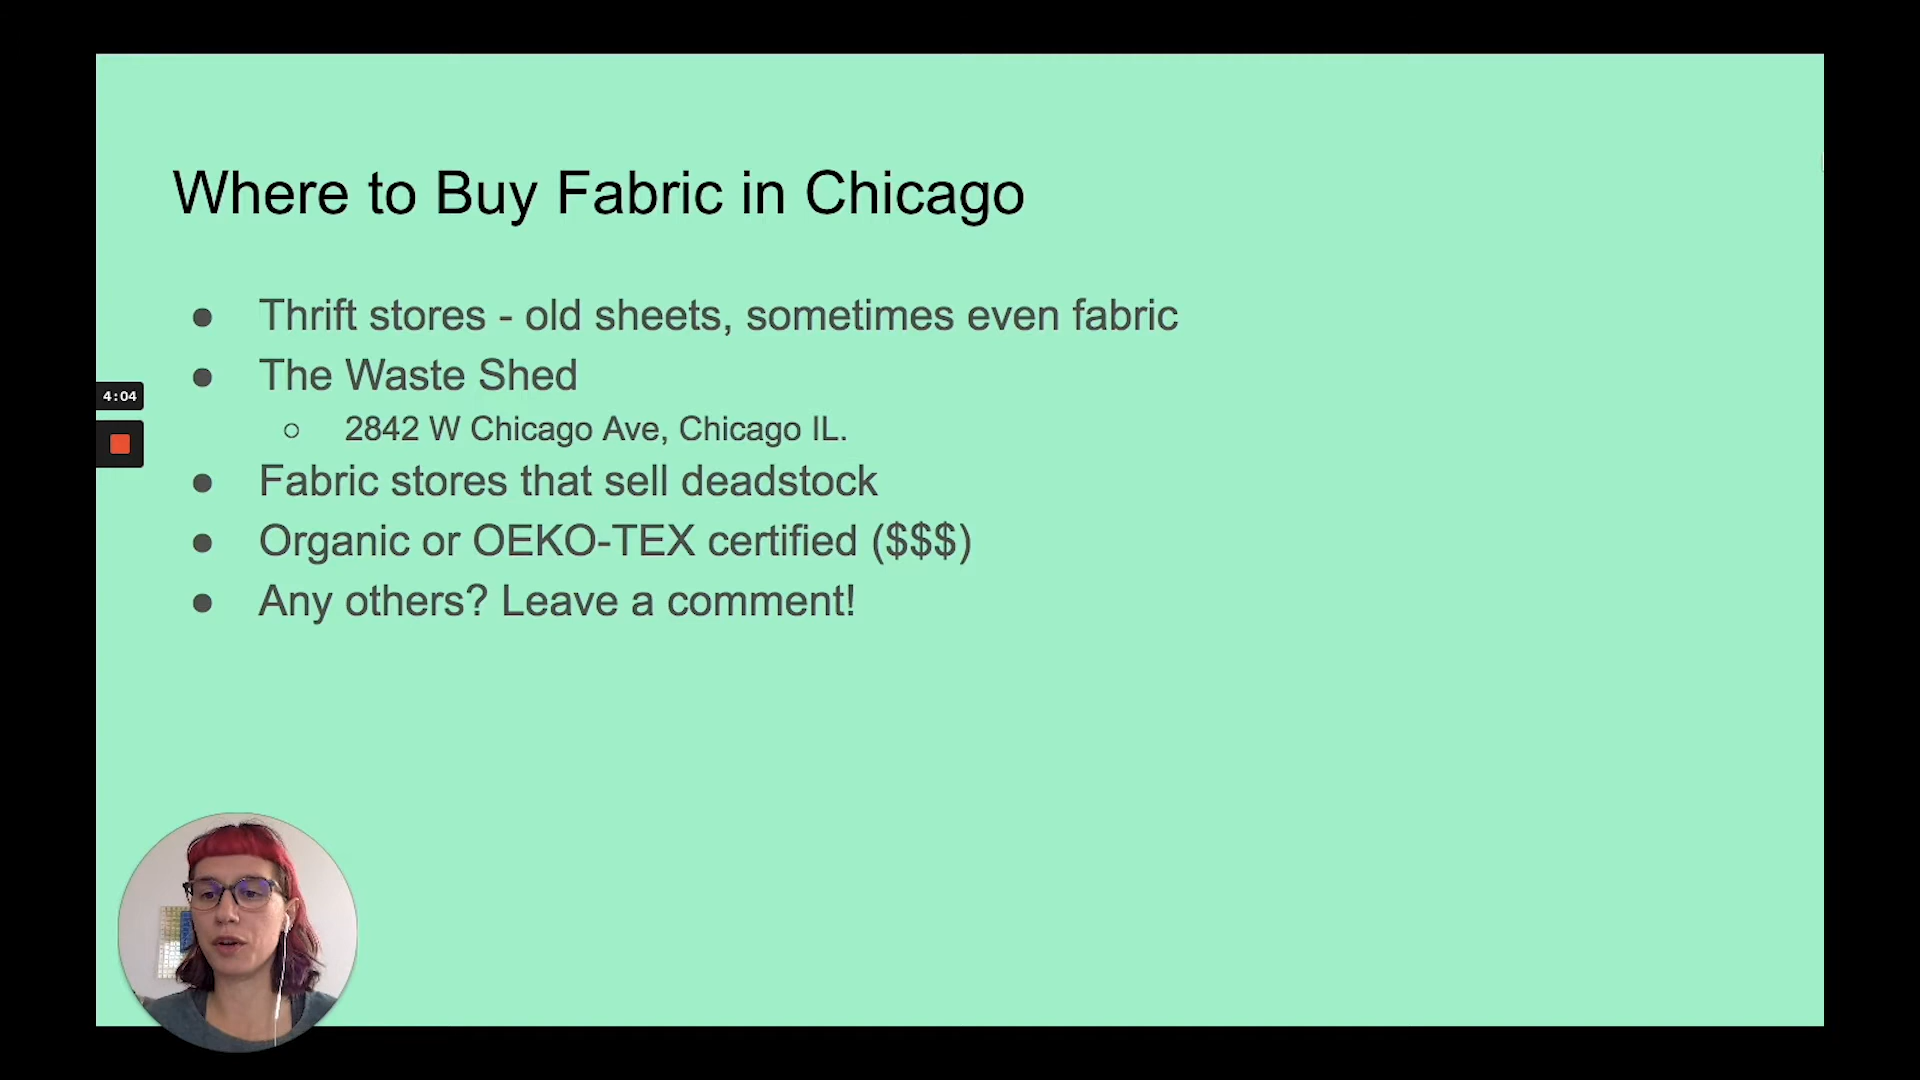 Where to Buy Fabric in Chicago
● Thrift stores - old sheets, sometimes even fabric
● The Waste Shed
4:04
○ 2842 W Chicago Ave, Chicago IL.
● Fabric stores that sell deadstock
● Organic or OEKO-TEX certified ($$$)
● Any others? Leave a comment!